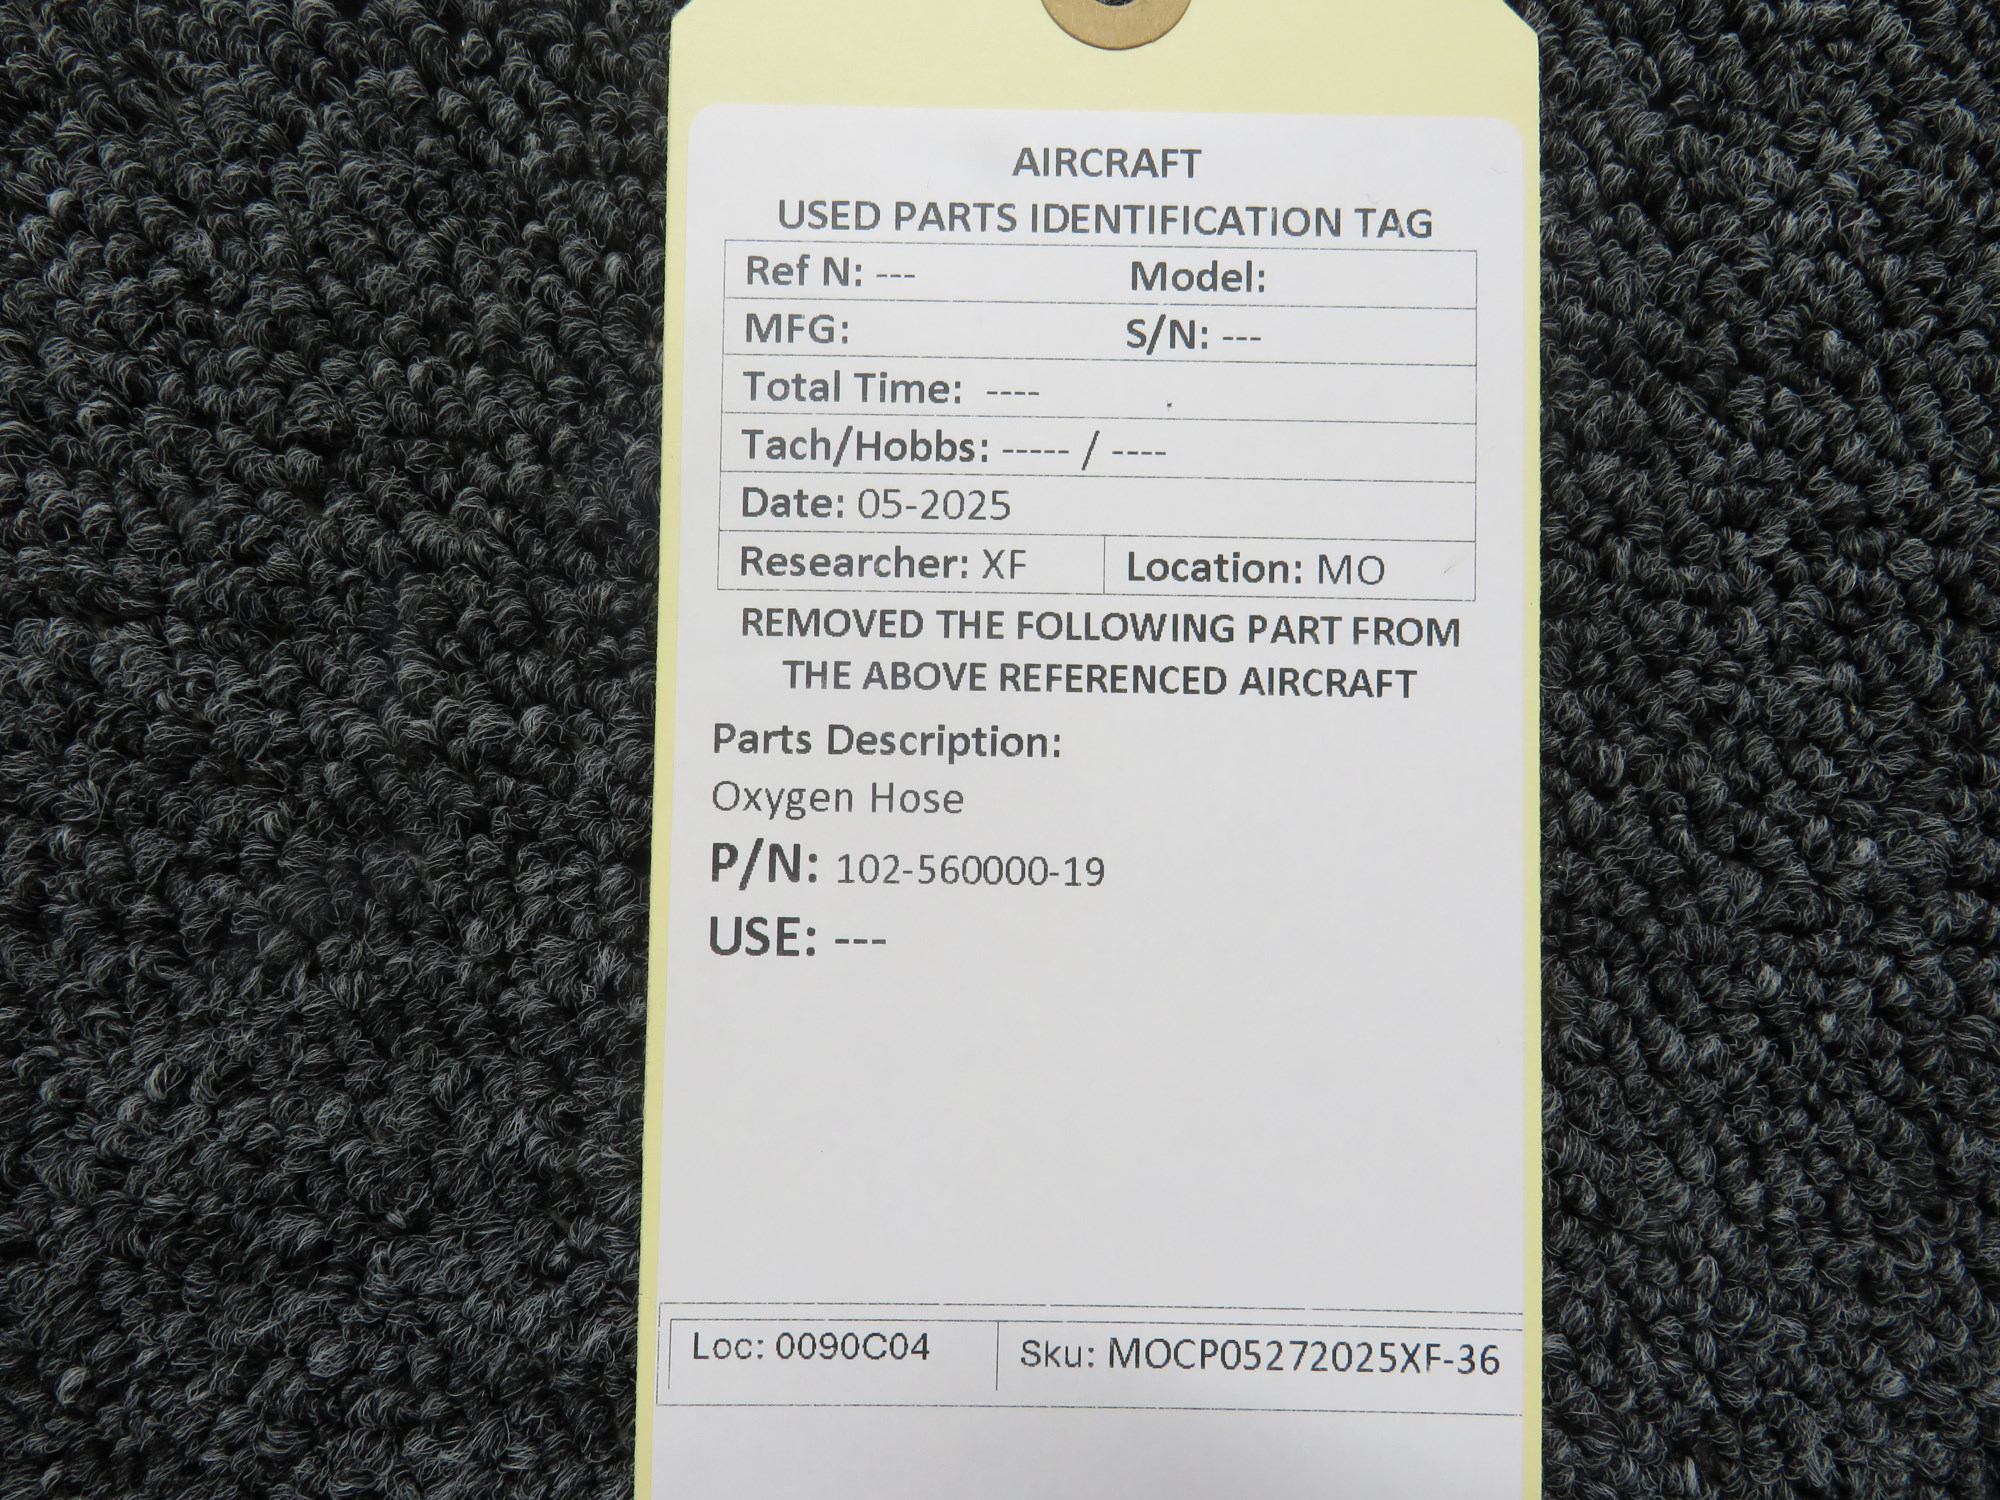 AIRCRAFT
USED PARTS IDENTIFICATION TAG
Ref N: --- Model:
MFG: S/N: ---
Total Time: ----
Tach/Hobbs: ----- / ----
Date: 05-2025
Researcher: XF Location: MO
REMOVED THE FOLLOWING PART FROM
THE ABOVE REFERENCED AIRCRAFT
Parts Description:
Oxygen Hose
P/N: 102-560000-19
USE: ---
Loc: 0090C04 Sku: MOCP05272025XF-36